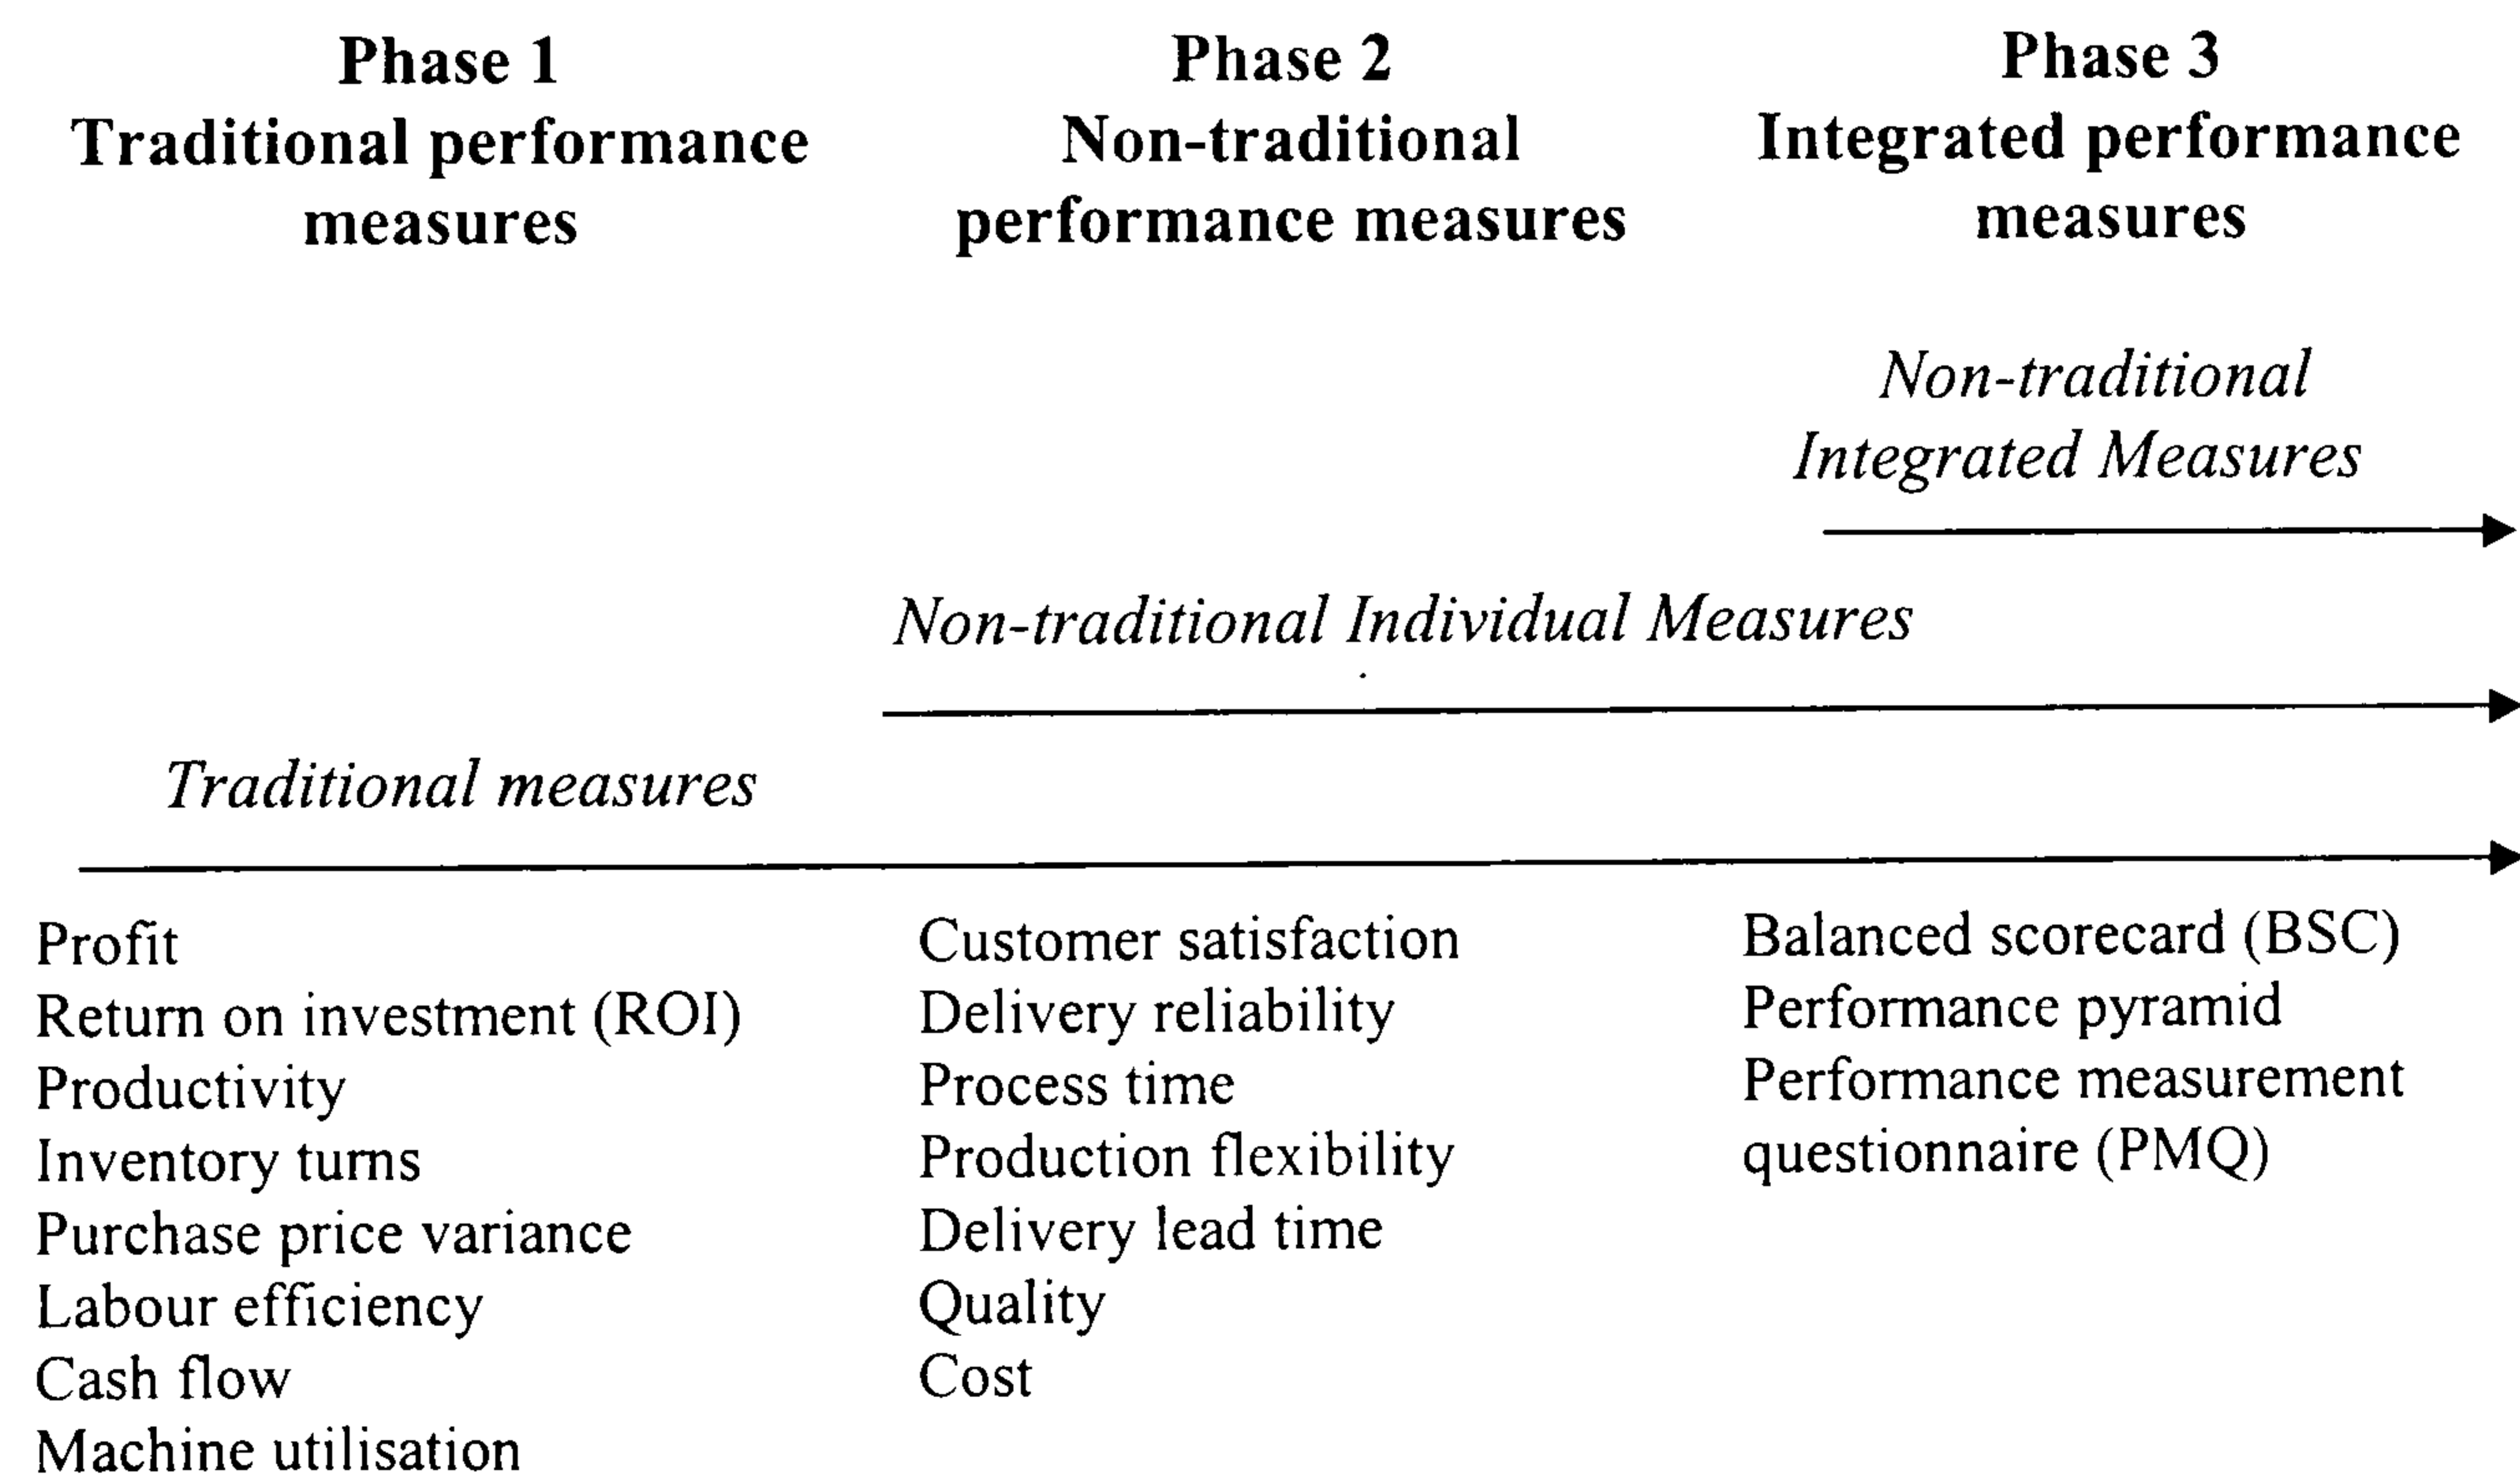 Phase 1
Traditional performance
measures
Phase 2
Non-traditional
performance measures
Phase 3
Integrated performance
measures
Non-traditional
Integrated Measures
Non-traditional Individual Measures
Traditional measures
Profit
Return on investment (ROI)
Productivity
Inventory turns
Purchase price variance
Labour efficiency
Cash flow
Machine utilisation
Customer satisfaction
Delivery reliability
Process time
Production flexibility
Delivery lead time
Quality
Cost
Balanced scorecard (BSC)
Performance pyramid
Performance measurement
questionnaire (PMQ)